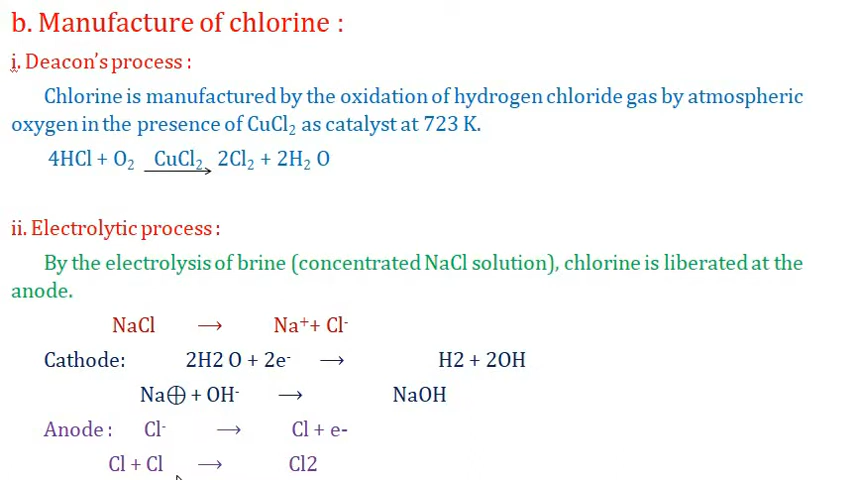 b. Manufacture of chlorine :
i. Deacon's process :
Chlorine is manufactured by the oxidation of hydrogen chloride gas by atmospheric
oxygen in the presence of CuCl₂ as catalyst at 723 K.
4HCl + O₂ CuCl₂→ 2Cl₂ + 2H₂ O
ii. Electrolytic process :
By the electrolysis of brine (concentrated NaCl solution), chlorine is liberated at the
anode.
NaCl → Na⁺+ Cl⁻
Cathode: 2H2 O + 2e⁻ → H2 + 2OH
Na⊕ + OH⁻ → NaOH
Anode : Cl⁻ → Cl + e-
Cl + Cl → Cl2